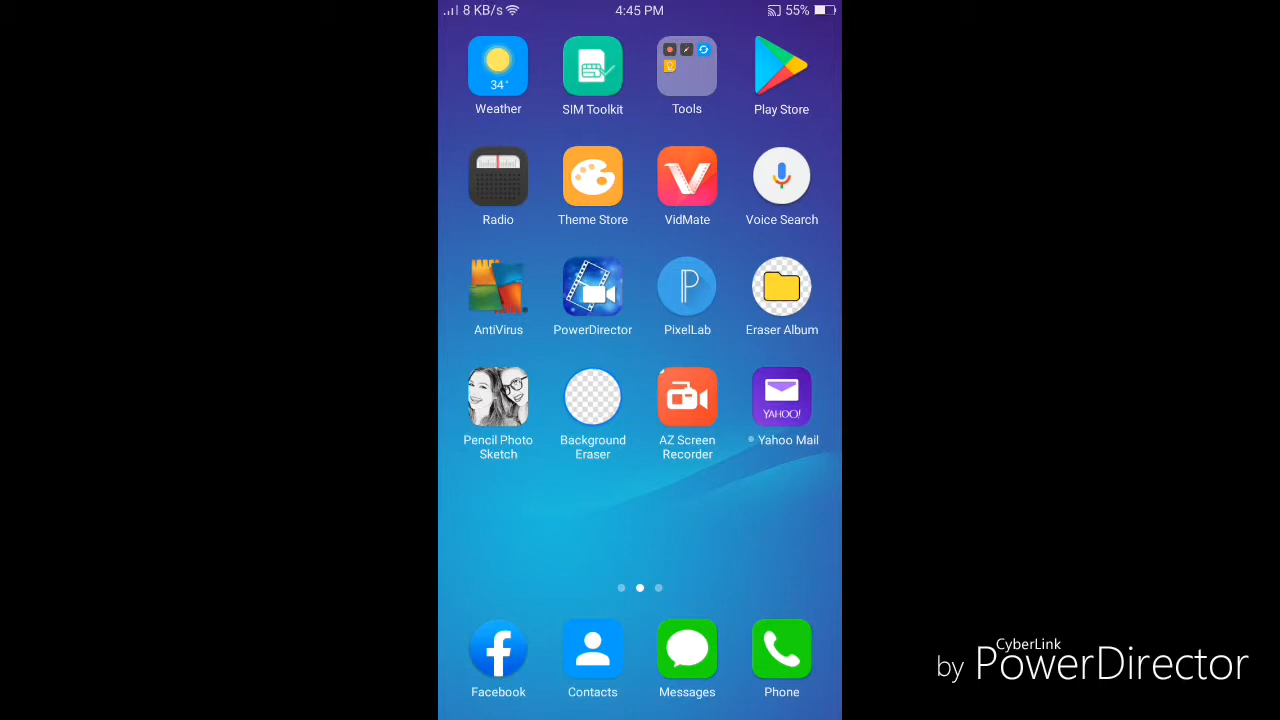 8 KB/s
4:45 PM
55%
34°
Weather
SIM Toolkit
Tools
Play Store
Radio
Theme Store
VidMate
Voice Search
AntiVirus
PowerDirector
PixelLab
Eraser Album
YAHOO!
Pencil Photo
Sketch
Background
Eraser
AZ Screen
Recorder
Yahoo Mail
Facebook
Contacts
Messages
Phone
CyberLink
by PowerDirector